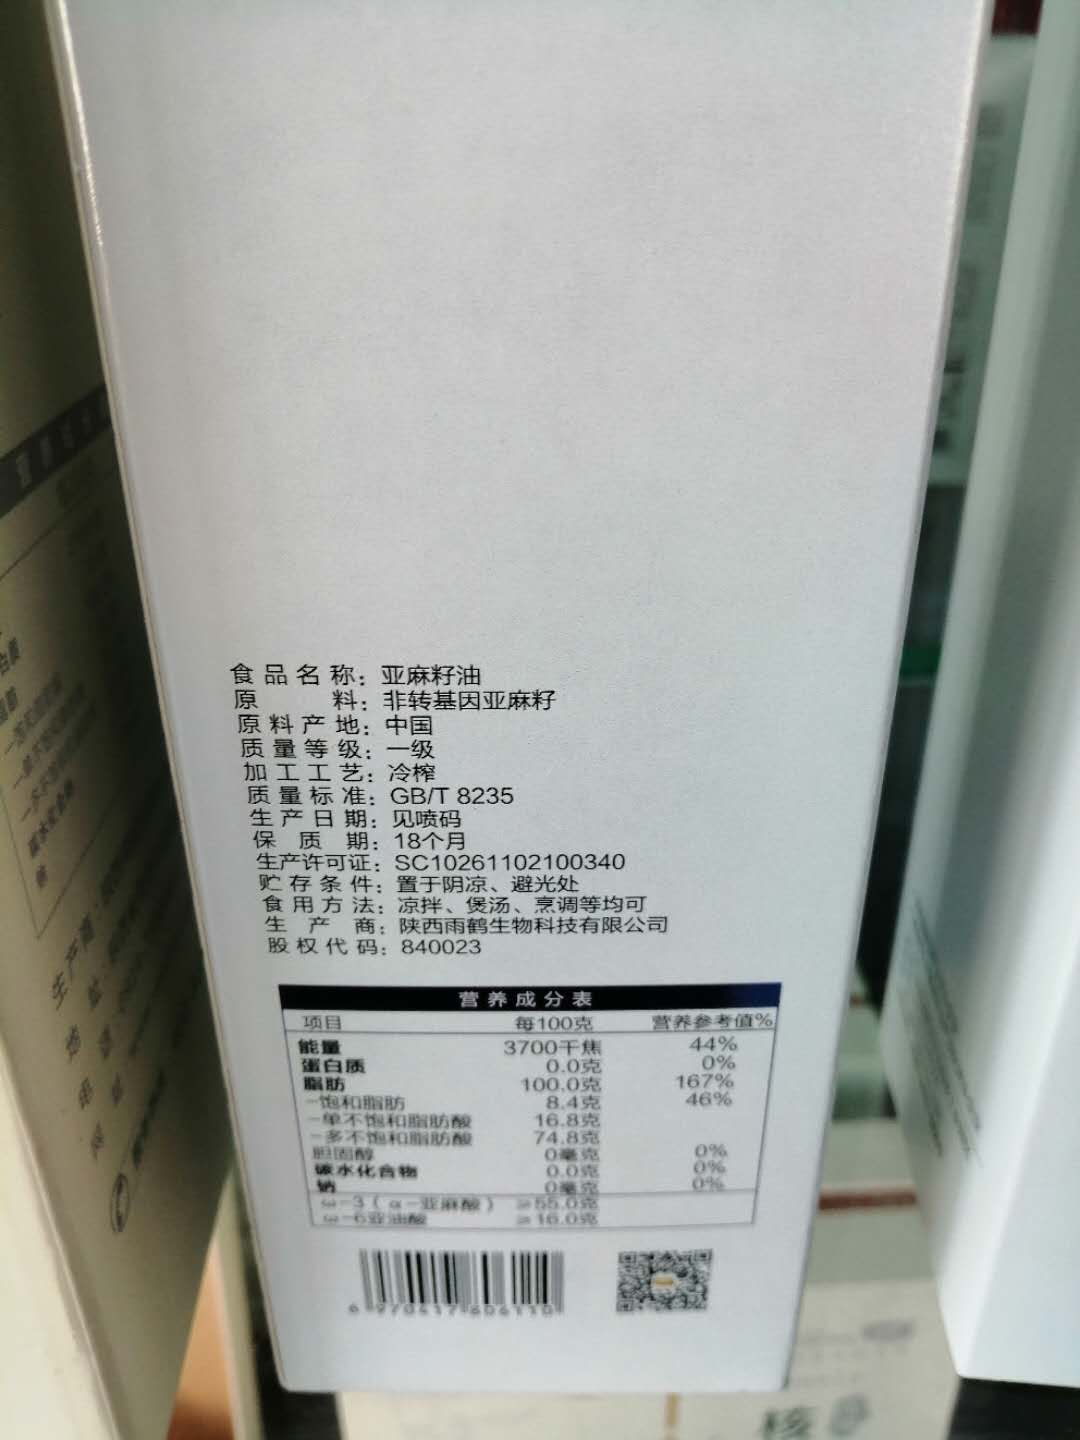 食品名称：亚麻籽油
原料：非转基因亚麻籽
原料产地：中国
质量等级：一级
加工工艺：冷榨
质量标准：GB/T 8235
生产日期：见喷码
保质期：18个月
生产许可证：SC10261102100340
贮存条件：置于阴凉、避光处
食用方法：凉拌、煲汤、烹调等均可
生产商：陕西雨鹤生物科技有限公司
股权代码：840023
营养成分表
项目 每100克 营养参考值%
能量 3700千焦 44%
蛋白质 0.0克 0%
脂肪 100.0克 167%
-饱和脂肪 8.4克 46%
-单不饱和脂肪酸 16.8克
-多不饱和脂肪酸 74.8克
胆固醇 0毫克 0%
碳水化合物 0.0克 0%
钠 0毫克 0%
ω-3（α-亚麻酸） ≥55.0克
ω-6亚油酸 ≥16.0克
6 970417 604110
生产商
核